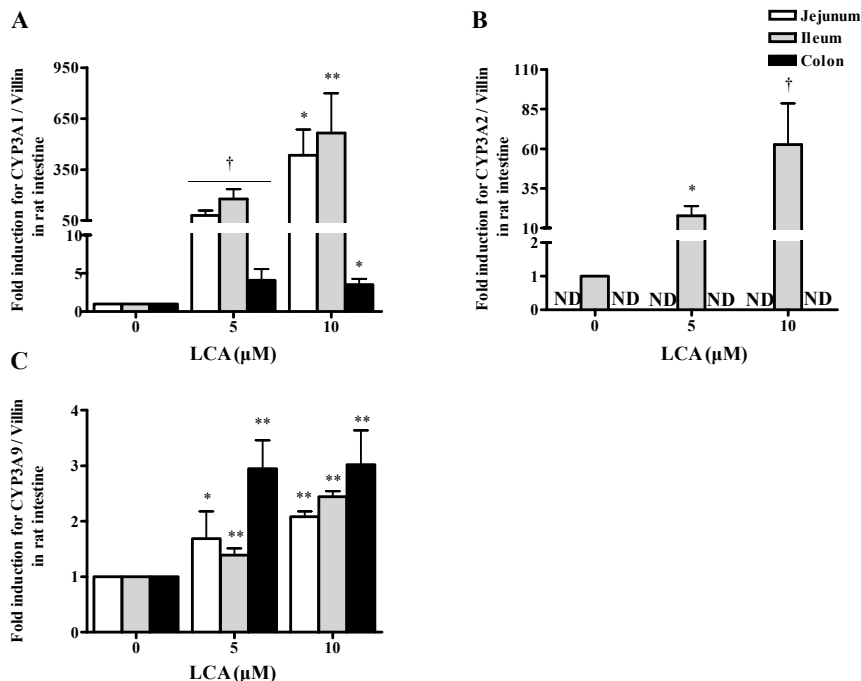 A
Fold induction for CYP3A1 / Villin
in rat intestine
950
650
350
50
10
5
0
†
*
**
*
0
5
10
LCA (µM)
B
Jejunum
Ileum
Colon
Fold induction for CYP3A2 / Villin
in rat intestine
110
85
60
35
10
2
1
0
*
†
ND ND ND ND ND ND
0
5
10
LCA (µM)
C
Fold induction for CYP3A9 / Villin
in rat intestine
4
3
2
1
0
*
**
**
**
**
**
0
5
10
LCA (µM)